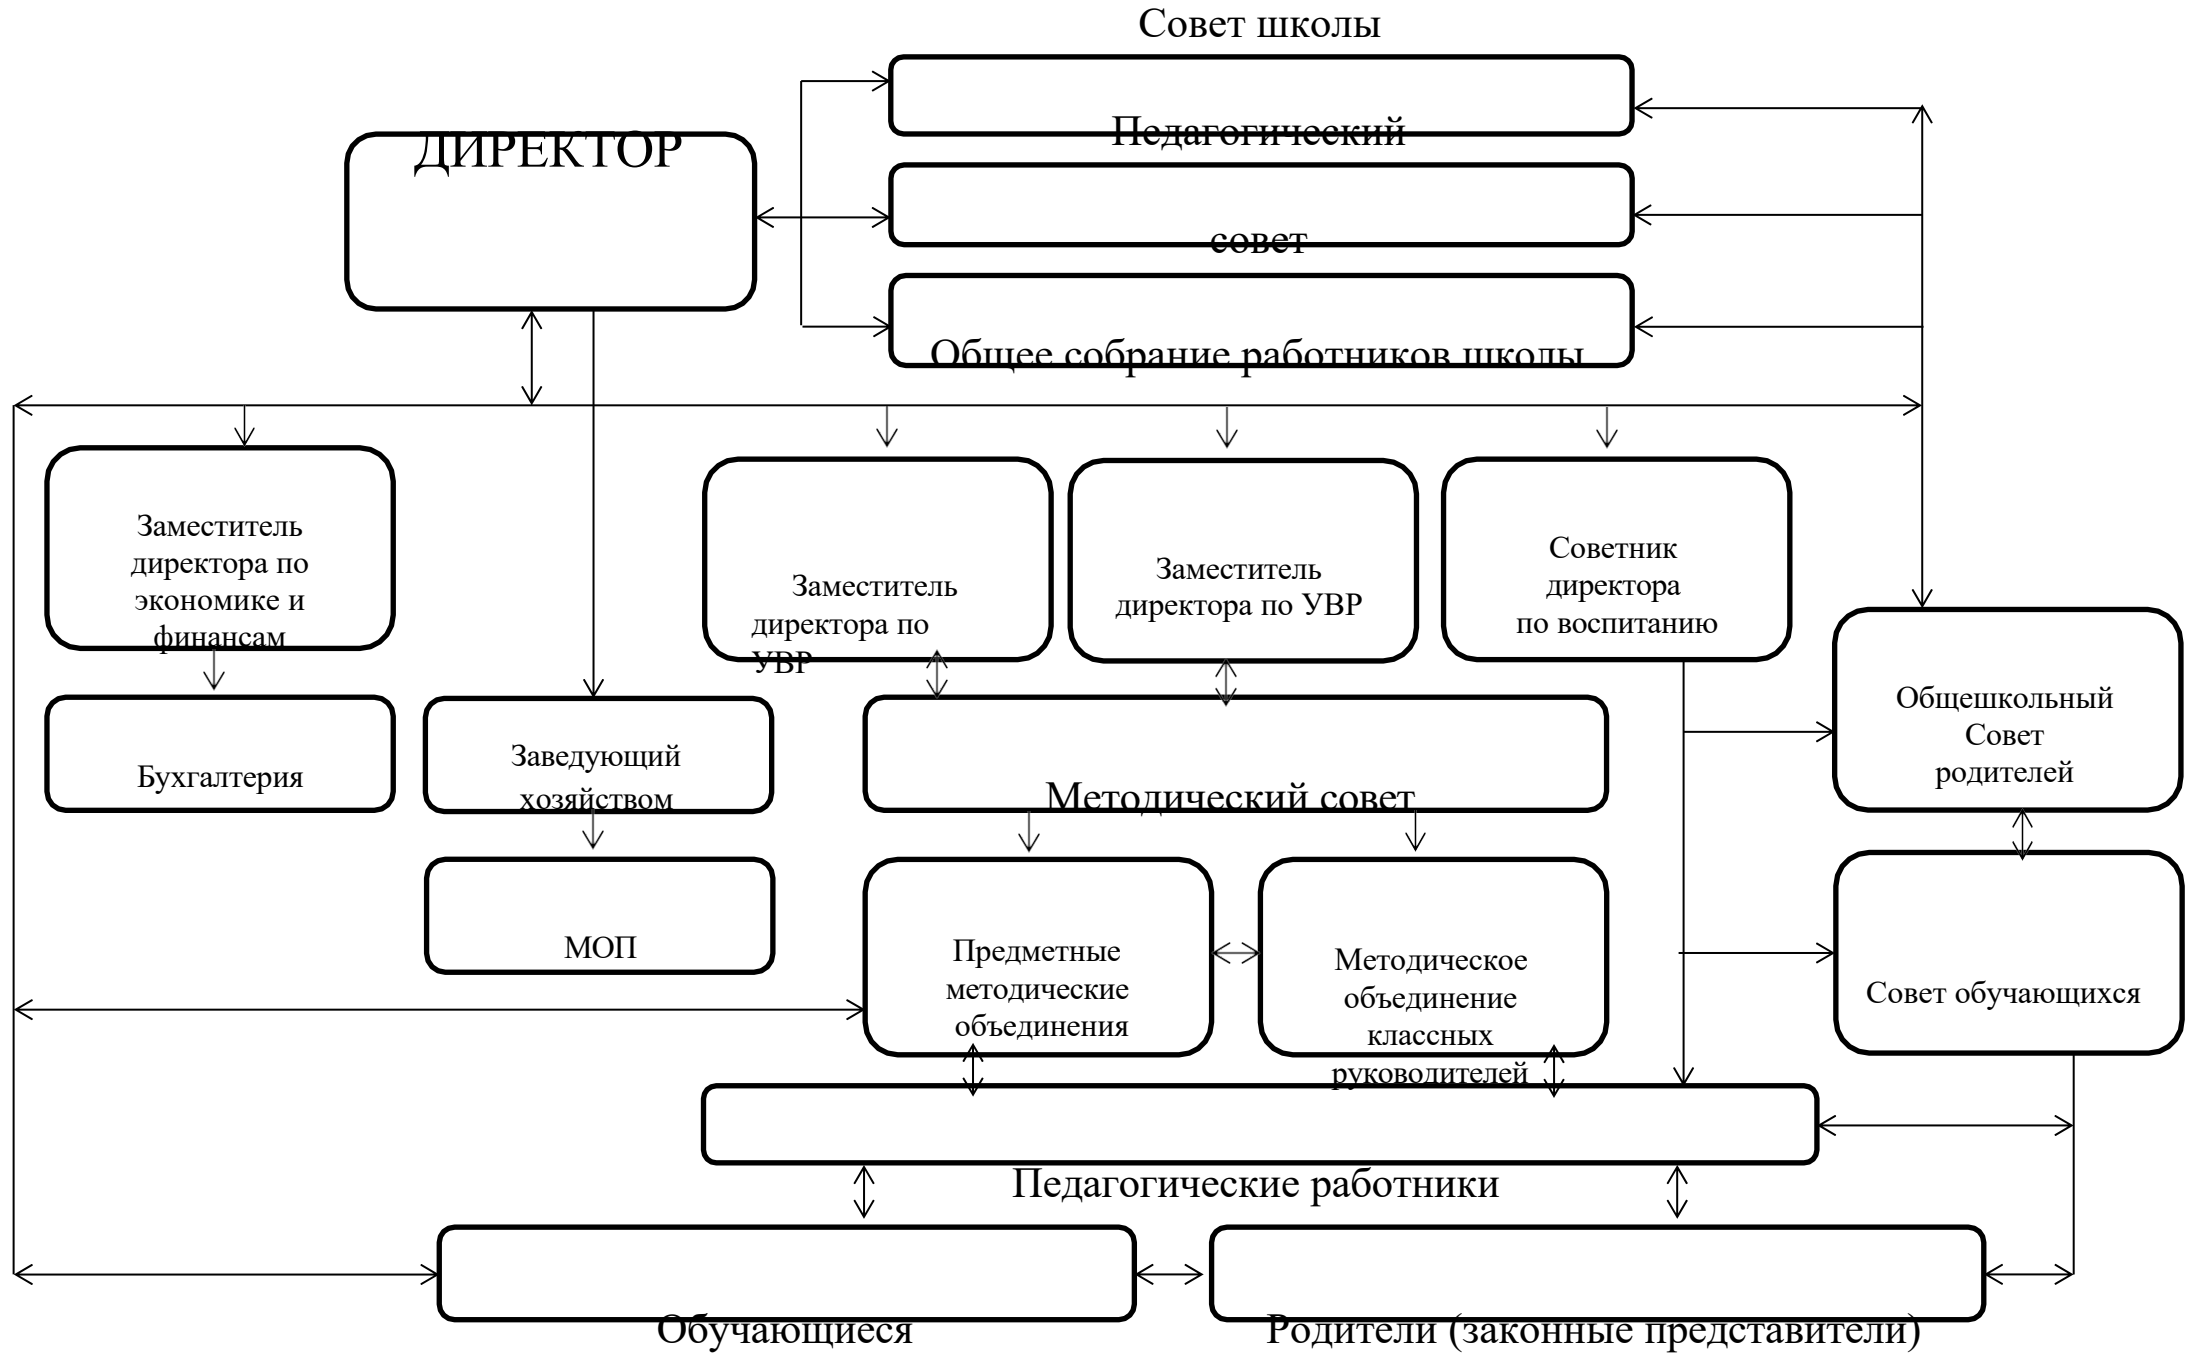 Совет школы
Педагогический
ДИРЕКТОР
совет
Общее собрание работников школы
Заместитель
директора по
экономике и
финансам
Заместитель
директора по
УВР
Заместитель
директора по УВР
Советник
директора
по воспитанию
Общешкольный
Совет
родителей
Бухгалтерия
Заведующий
хозяйством
Методический совет
МОП
Предметные
методические
объединения
Методическое
объединение
классных
руководителей
Совет обучающихся
Педагогические работники
Обучающиеся
Родители (законные представители)